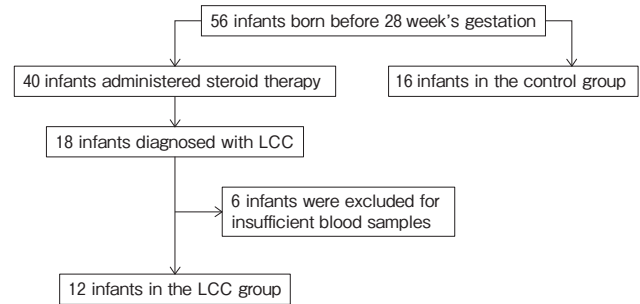 56 infants born before 28 week's gestation
40 infants administered steroid therapy
16 infants in the control group
18 infants diagnosed with LCC
6 infants were excluded for
insufficient blood samples
12 infants in the LCC group